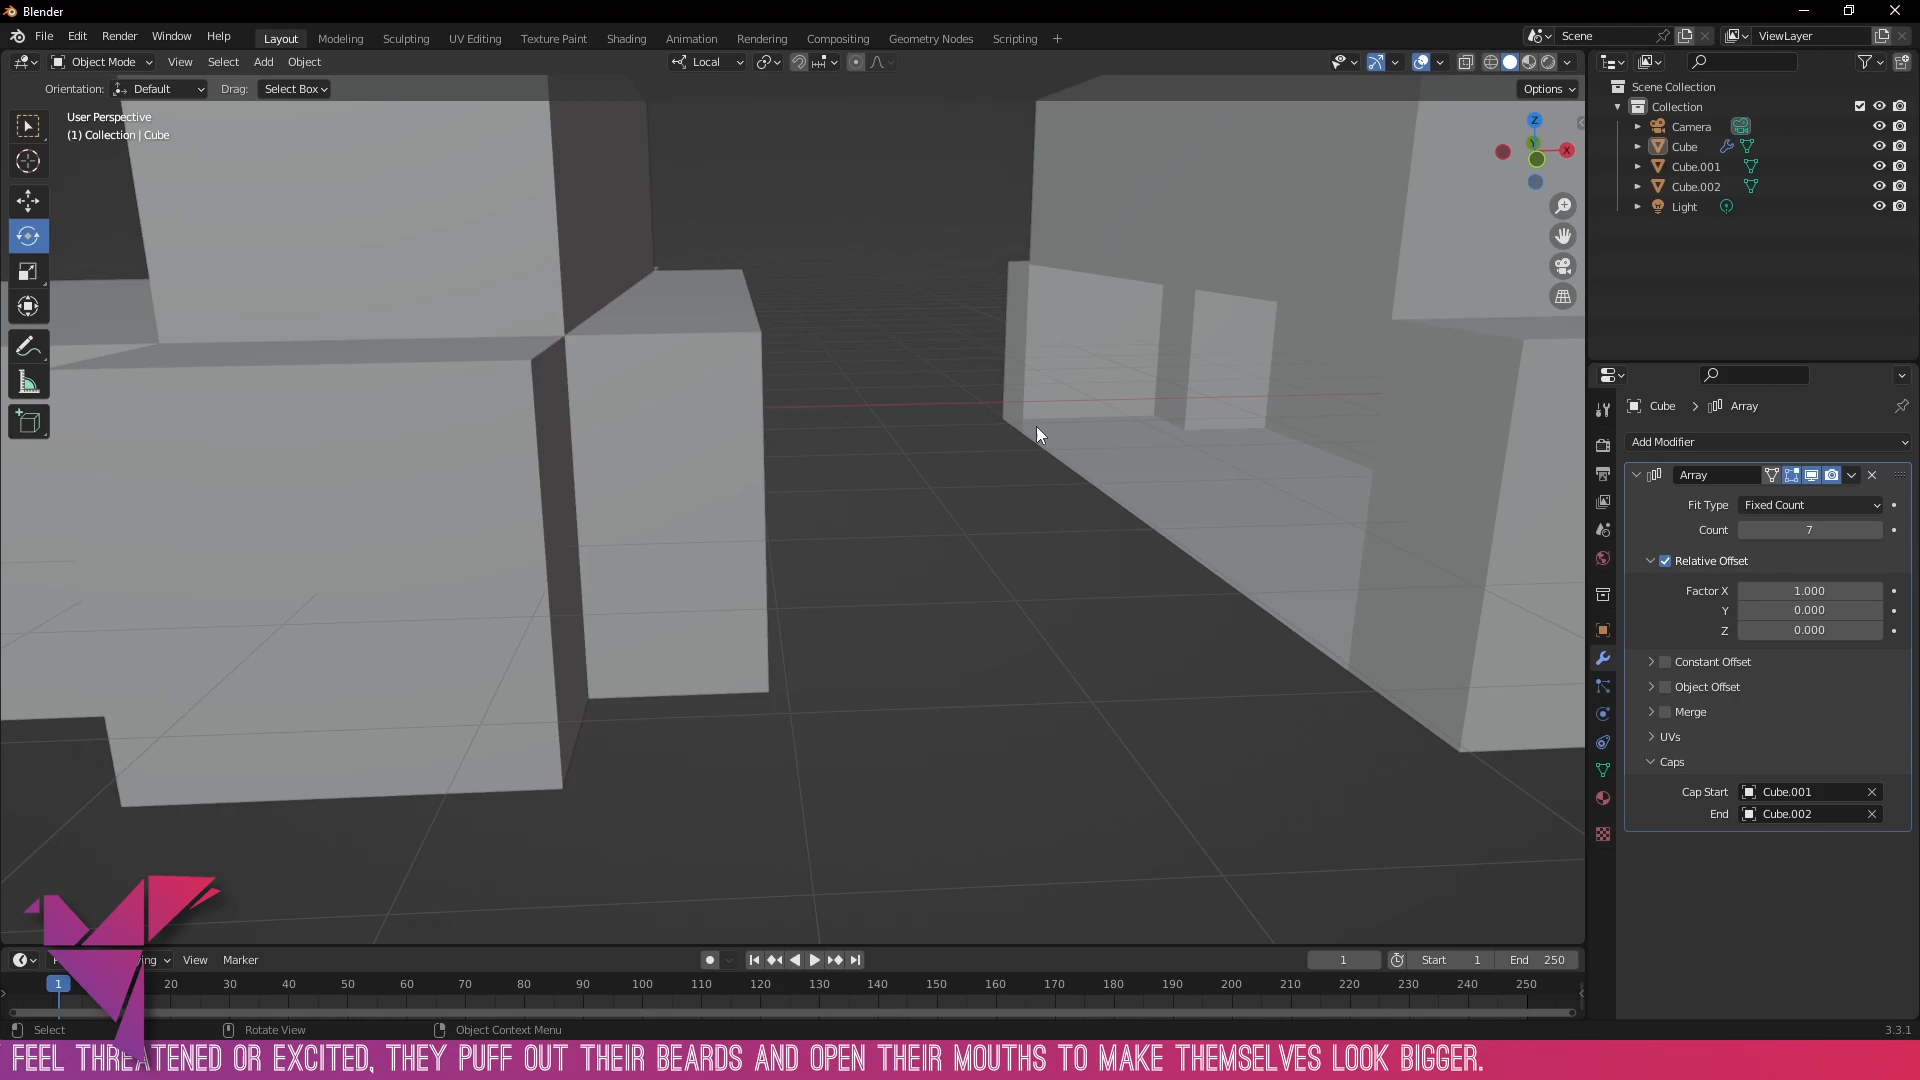 Blender
File Edit Render Window Help
Layout Modeling Sculpting UV Editing Texture Paint Shading Animation Rendering Compositing Geometry Nodes Scripting +
Scene ViewLayer
Object Mode View Select Add Object
Local
Orientation: Default Drag: Select Box
Options
User Perspective
(1) Collection | Cube
Z
Y
X
Scene Collection
Collection
Camera
Cube
Cube.001
Cube.002
Light
Cube > Array
Add Modifier
Array
Fit Type Fixed Count
Count 7
Relative Offset
Factor X 1.000
Y 0.000
Z 0.000
Constant Offset
Object Offset
Merge
UVs
Caps
Cap Start Cube.001
End Cube.002
View Marker
1 Start 1 End 250
1 20 30 40 50 60 70 80 90 100 110 120 130 140 150 160 170 180 190 200 210 220 230 240 250
Select Rotate View Object Context Menu
3.3.1
FEEL THREATENED OR EXCITED, THEY PUFF OUT THEIR BEARDS AND OPEN THEIR MOUTHS TO MAKE THEMSELVES LOOK BIGGER.